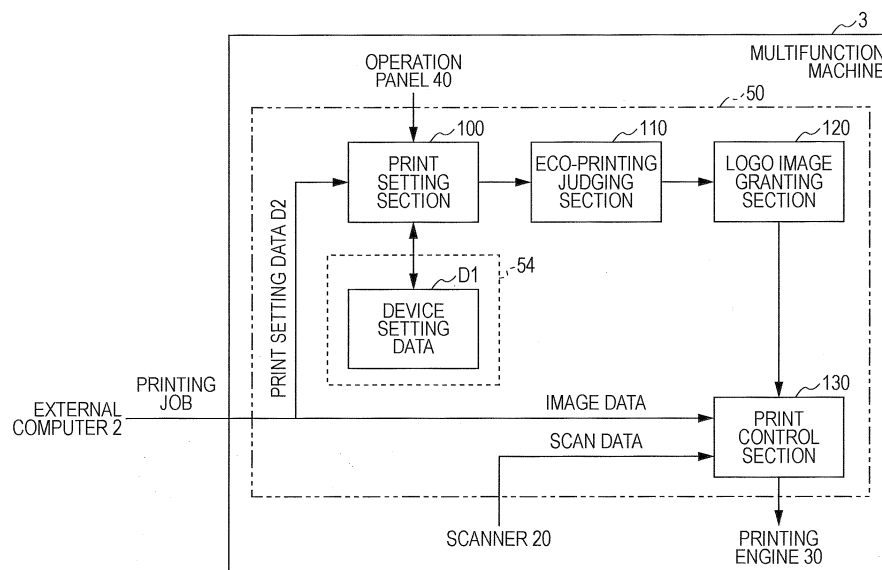 3
MULTIFUNCTION
MACHINE
OPERATION
PANEL 40
50
100
PRINT
SETTING
SECTION
110
ECO-PRINTING
JUDGING
SECTION
120
LOGO IMAGE
GRANTING
SECTION
PRINT SETTING DATA D2
54
D1
DEVICE
SETTING
DATA
PRINTING
JOB
EXTERNAL
COMPUTER 2
IMAGE DATA
SCAN DATA
130
PRINT
CONTROL
SECTION
SCANNER 20
PRINTING
ENGINE 30